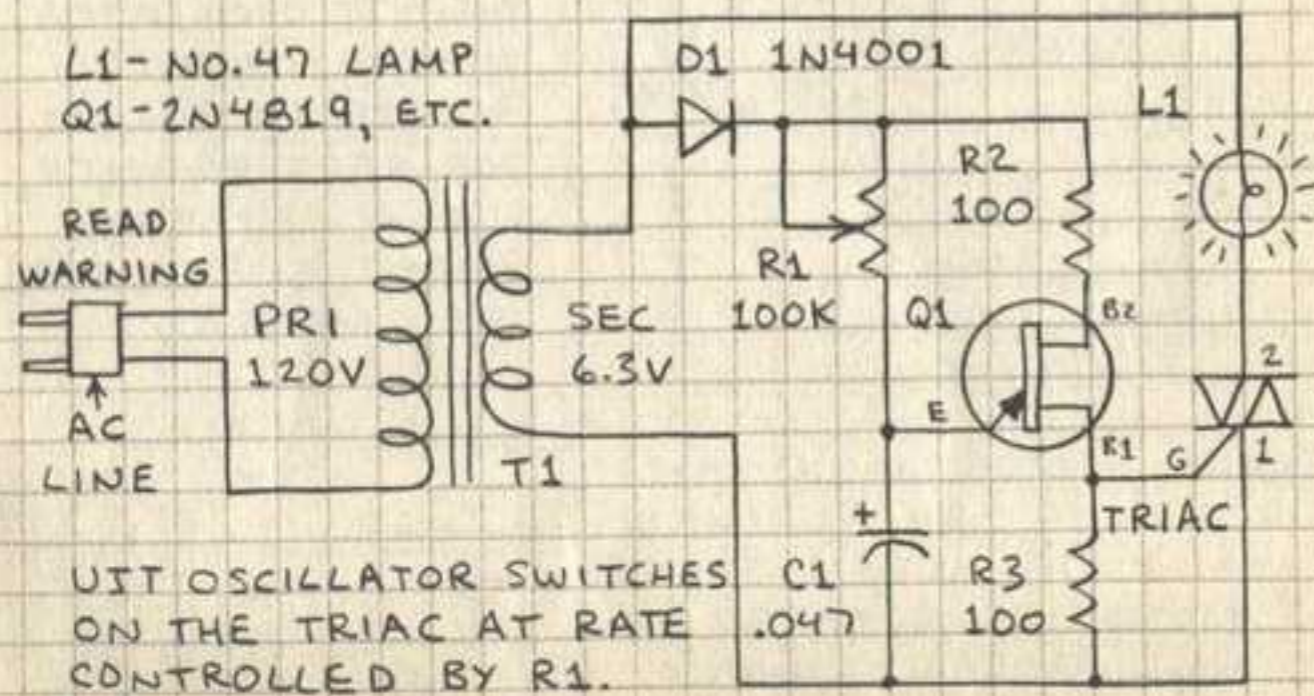 L1-NO.47 LAMP
Q1-2N4819, ETC.
D1 1N4001
L1
READ
WARNING
AC
LINE
PRI
120V
SEC
6.3V
T1
R1
100K
R2
100
Q1
B2
E
B1
G
2
1
TRIAC
+
C1
.047
R3
100
UJT OSCILLATOR SWITCHES
ON THE TRIAC AT RATE
CONTROLLED BY R1.